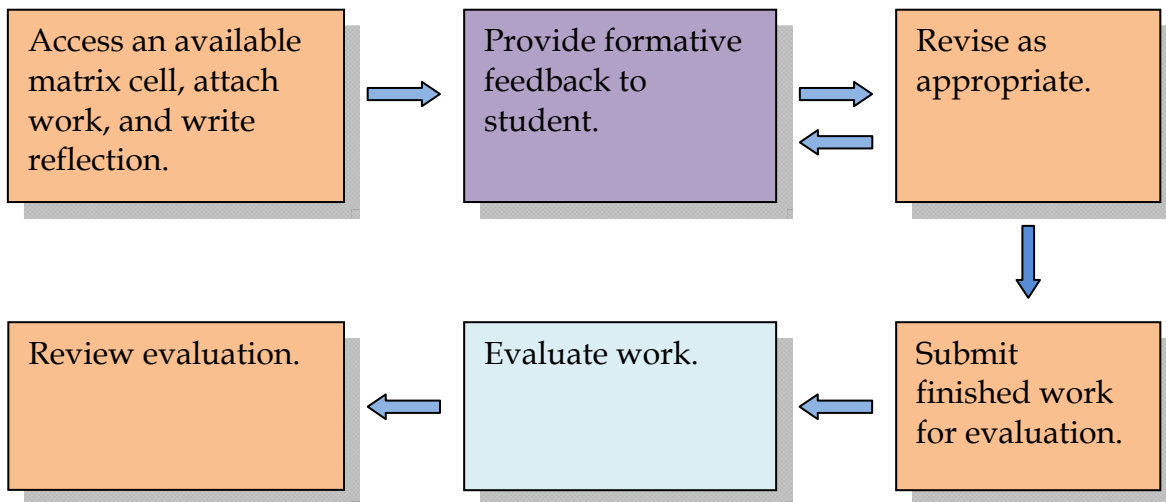 Access an available
matrix cell, attach
work, and write
reflection.
Provide formative
feedback to
student.
Revise as
appropriate.
Submit
finished work
for evaluation.
Evaluate work.
Review evaluation.